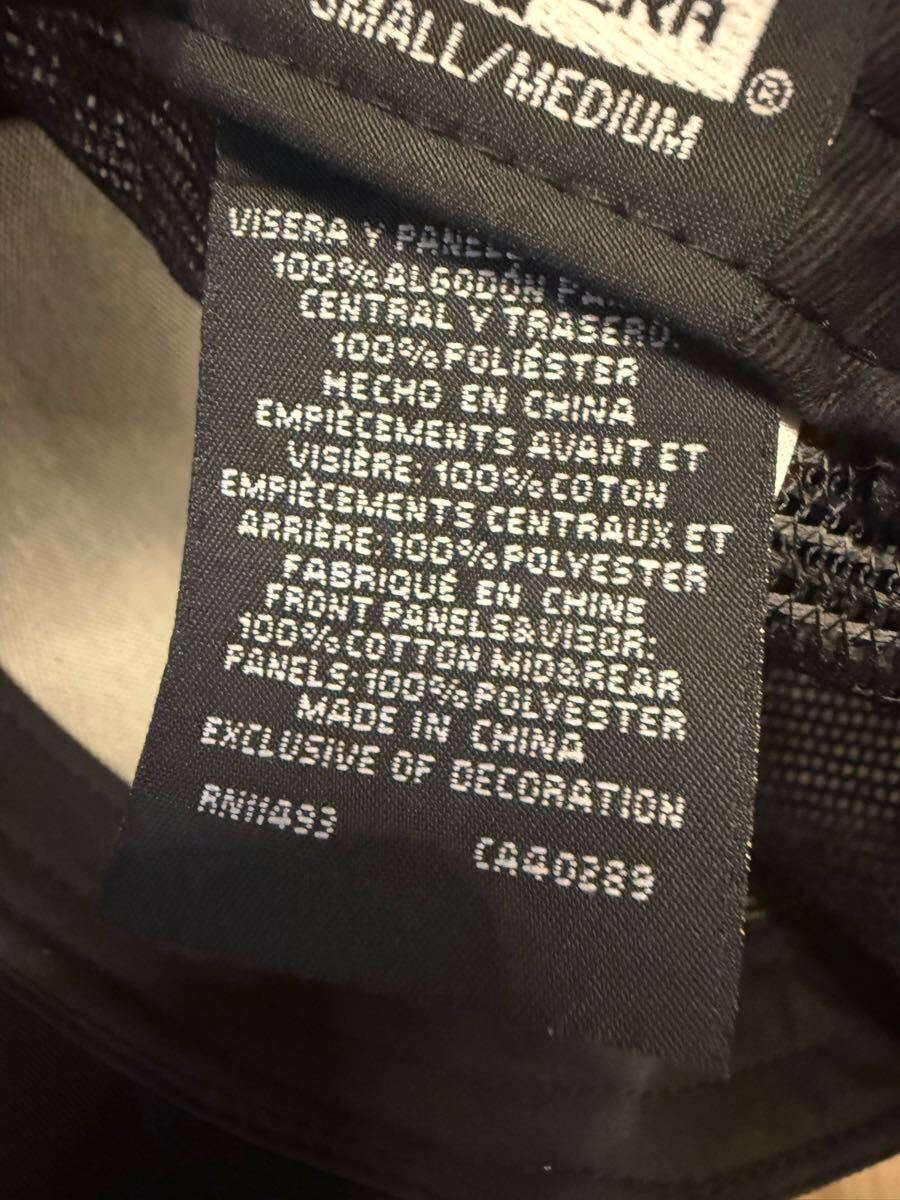 SMALL/MEDIUM
®
VISERA Y
100% ALGODÓN
CENTRAL Y TRASERO:
100% POLIÉSTER
HECHO EN CHINA
EMPIÈCEMENTS AVANT ET
VISIÈRE: 100% COTON
EMPIÈCEMENTS CENTRAUX ET
ARRIÈRE: 100% POLYESTER
FABRIQUÉ EN CHINE
FRONT PANELS&VISOR:
100% COTTON MID&REAR
PANELS: 100% POLYESTER
MADE IN CHINA
EXCLUSIVE OF DECORATION
RN11493
CA40289